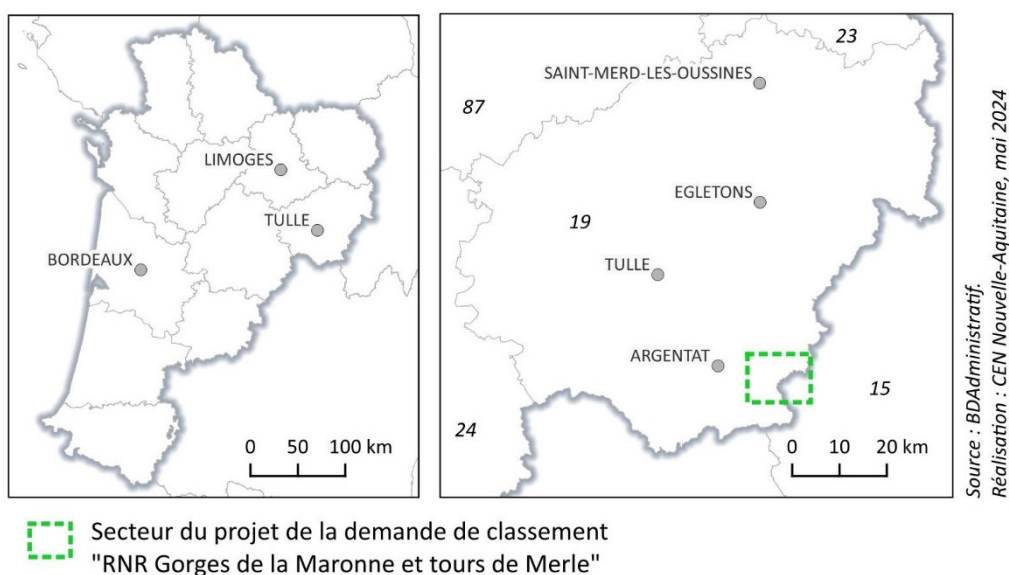 LIMOGES
TULLE
BORDEAUX
0 50 100 km
23
SAINT-MERD-LES-OUSSINES
87
EGLETONS
19
TULLE
ARGENTAT
15
24
0 10 20 km
Source : BDAdministratif.
Réalisation : CEN Nouvelle-Aquitaine, mai 2024
Secteur du projet de la demande de classement
"RNR Gorges de la Maronne et tours de Merle"